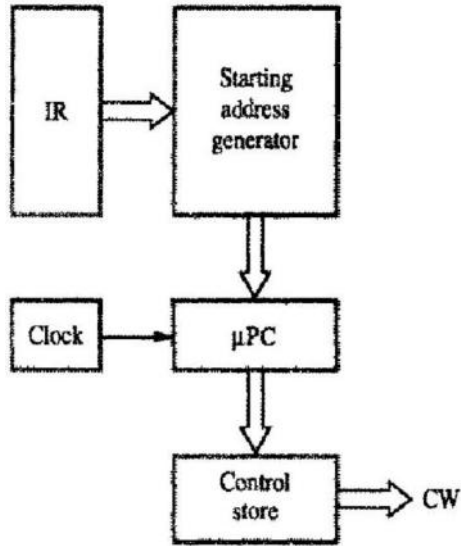 IR
Starting
address
generator
Clock
μPC
Control
store
CW